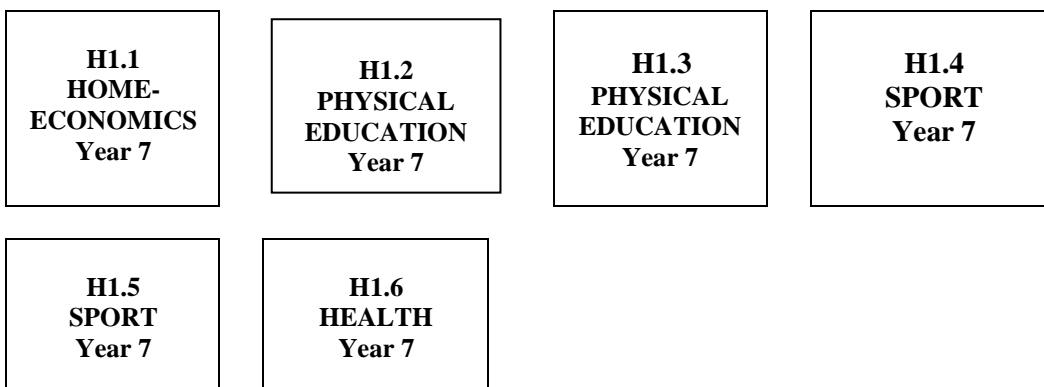 H1.1
HOME-
ECONOMICS
Year 7
H1.2
PHYSICAL
EDUCATION
Year 7
H1.3
PHYSICAL
EDUCATION
Year 7
H1.4
SPORT
Year 7
H1.5
SPORT
Year 7
H1.6
HEALTH
Year 7